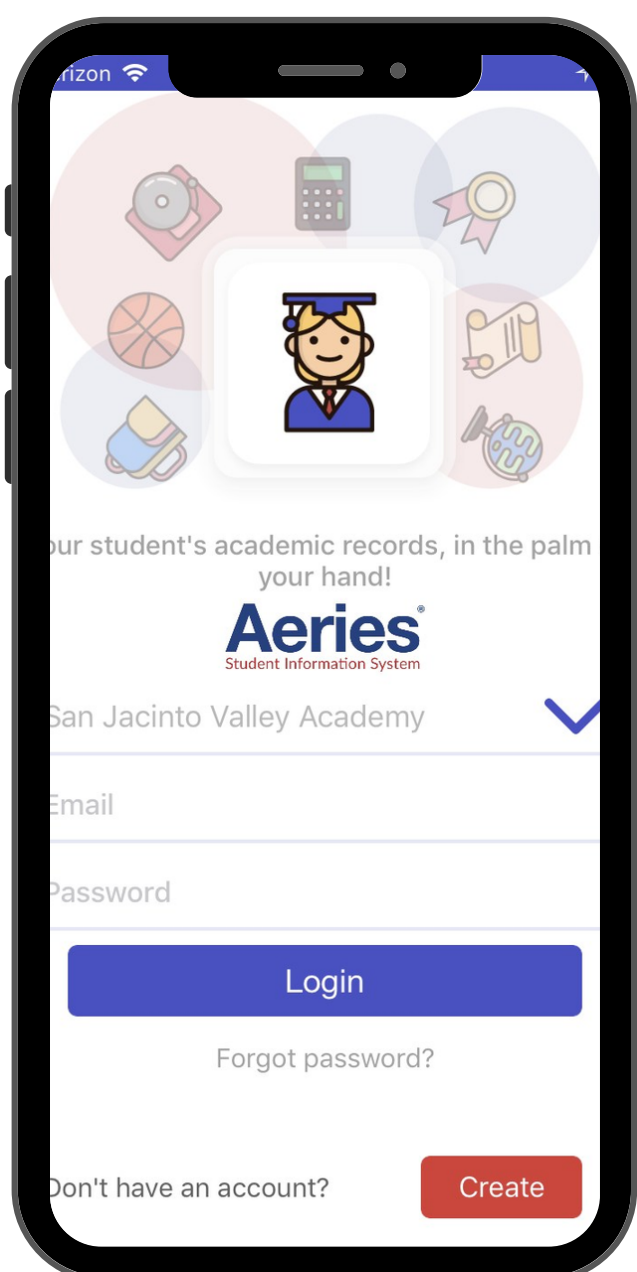 rizon
our student's academic records, in the palm
your hand!
Aeries®
Student Information System
San Jacinto Valley Academy
Email
Password
Login
Forgot password?
Don't have an account?
Create